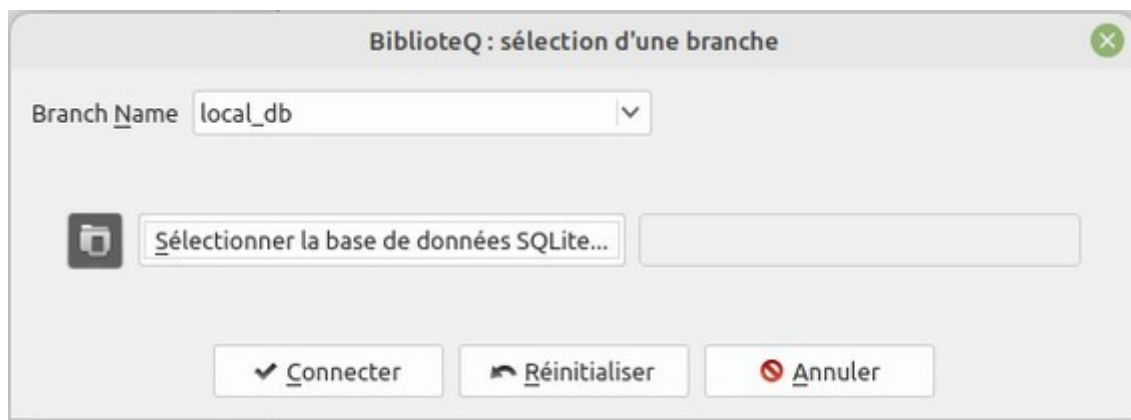 BiblioteQ : sélection d'une branche
Branch Name local_db
Sélectionner la base de données SQLite...
Connecter Réinitialiser Annuler